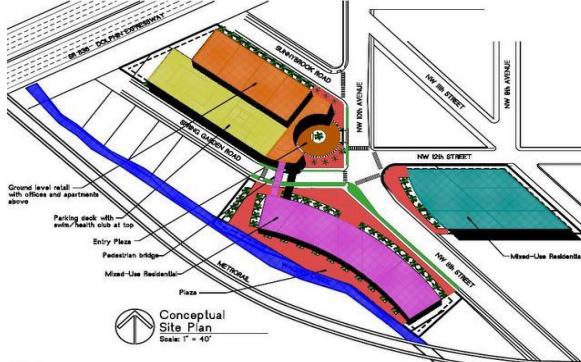 SR 836- DOLPHIN EXPRESSWAY
SUNNYBROOK ROAD
NW 10th AVENUE
NW 11th STREET
NW 9th AVENUE
SPRING GARDEN ROAD
NW 12th STREET
Ground level retail
with offices and apartments
above
Parking deck with
swim/health club at top
Entry Plaza
Pedestrian bridge
Mixed-Use Residential
Plaza
METRORAIL
NW 8th STREET
Mixed-Use Residential
Conceptual
Site Plan
Scale: 1" = 40'